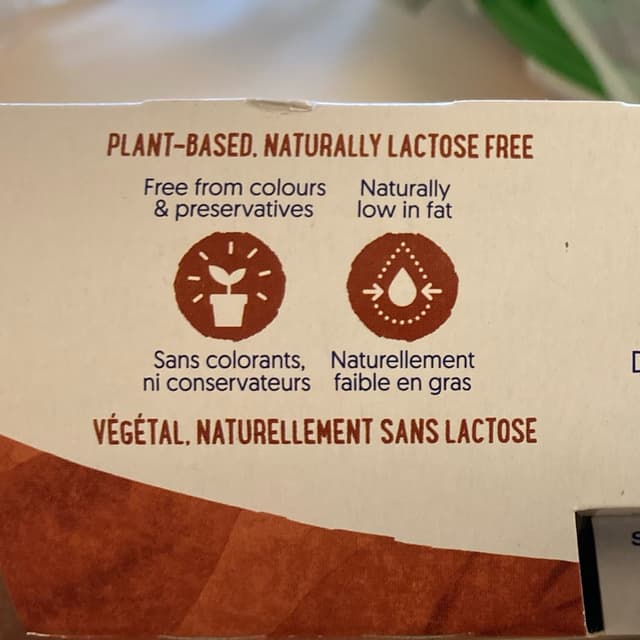 PLANT-BASED. NATURALLY LACTOSE FREE
Free from colours
& preservatives
Naturally
low in fat
Sans colorants,
ni conservateurs
Naturellement
faible en gras
VÉGÉTAL, NATURELLEMENT SANS LACTOSE